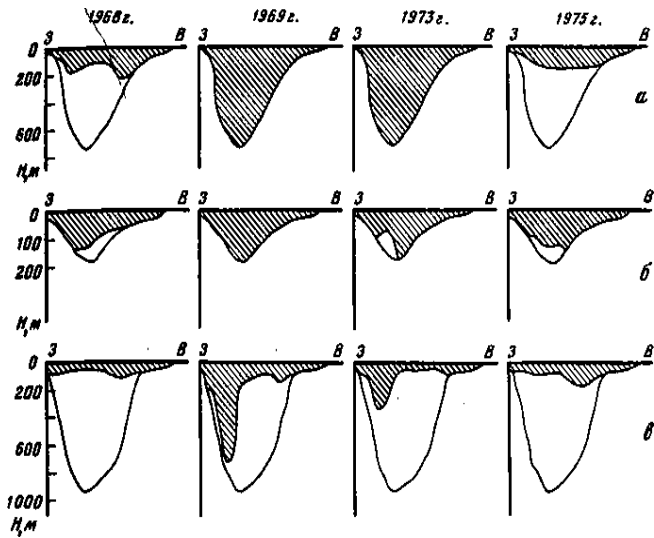 1968 г. 1969 г. 1973 г. 1975 г.
З В З В З В З В
0
200
600
Н, м
а
З В З В З В З В
0
100
200
Н, м
б
З В З В З В З В
0
200
600
1000
Н, м
в